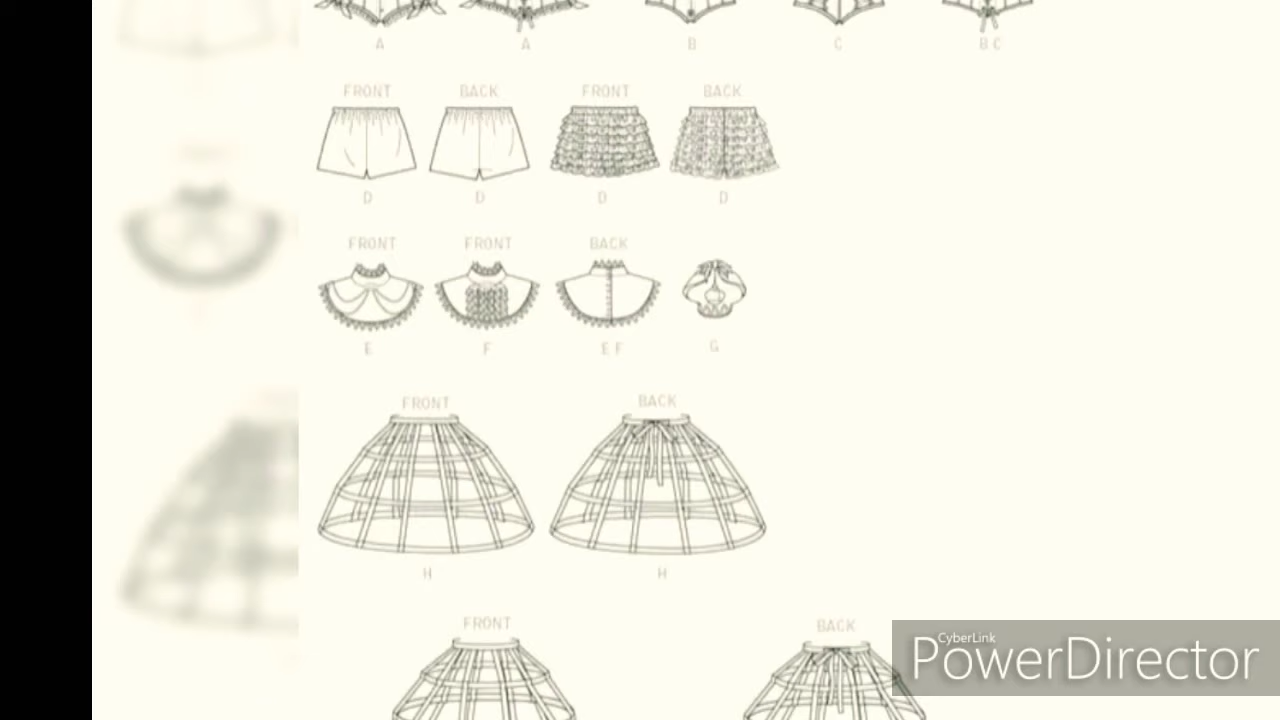 A A B C B C
FRONT BACK FRONT BACK
D D D D
FRONT FRONT BACK
E F E F G
FRONT BACK
H H
FRONT BACK
CyberLink
PowerDirector